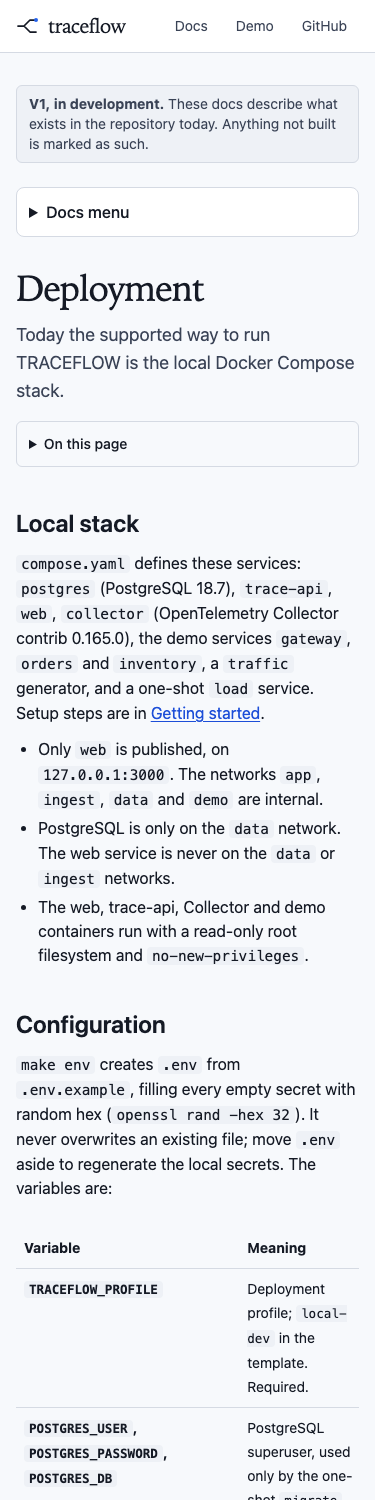 traceflow Docs Demo GitHub
V1, in development. These docs describe what
exists in the repository today. Anything not built
is marked as such.
Docs menu
Deployment
Today the supported way to run
TRACEFLOW is the local Docker Compose
stack.
On this page
Local stack
compose.yaml defines these services:
postgres (PostgreSQL 18.7), trace-api ,
web , collector (OpenTelemetry Collector
contrib 0.165.0), the demo services gateway ,
orders and inventory , a traffic
generator, and a one-shot load service.
Setup steps are in Getting started.
• Only web is published, on
127.0.0.1:3000 . The networks app ,
ingest , data and demo are internal.
• PostgreSQL is only on the data network.
The web service is never on the data or
ingest networks.
• The web, trace-api, Collector and demo
containers run with a read-only root
filesystem and no-new-privileges .
Configuration
make env creates .env from
.env.example , filling every empty secret with
random hex ( openssl rand -hex 32 ). It
never overwrites an existing file; move .env
aside to regenerate the local secrets. The
variables are:
Variable Meaning
TRACEFLOW_PROFILE Deployment
profile; local-
dev in the
template.
Required.
POSTGRES_USER , PostgreSQL
POSTGRES_PASSWORD , superuser, used
POSTGRES_DB only by the one-
shot migrate